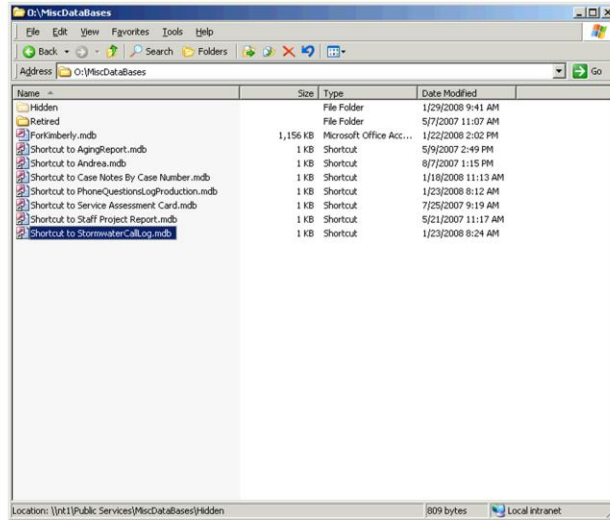 O:\MiscDataBases
File Edit View Favorites Tools Help
Back Search Folders
Address O:\MiscDataBases Go
Name Size Type Date Modified
Hidden File Folder 1/29/2008 9:41 AM
Retired File Folder 5/7/2007 11:07 AM
ForKimberly.mdb 1,156 KB Microsoft Office Acc... 1/22/2008 2:02 PM
Shortcut to AgingReport.mdb 1 KB Shortcut 5/9/2007 2:49 PM
Shortcut to Andrea.mdb 1 KB Shortcut 8/7/2007 1:15 PM
Shortcut to Case Notes By Case Number.mdb 1 KB Shortcut 1/18/2008 11:13 AM
Shortcut to PhoneQuestionsLogProduction.mdb 1 KB Shortcut 1/23/2008 8:12 AM
Shortcut to Service Assessment Card.mdb 1 KB Shortcut 7/25/2007 9:19 AM
Shortcut to Staff Project Report.mdb 1 KB Shortcut 5/21/2007 11:17 AM
Shortcut to StormwaterCallLog.mdb 1 KB Shortcut 1/23/2008 8:24 AM
Location: \\nt1\Public Services\MiscDataBases\Hidden 809 bytes Local intranet